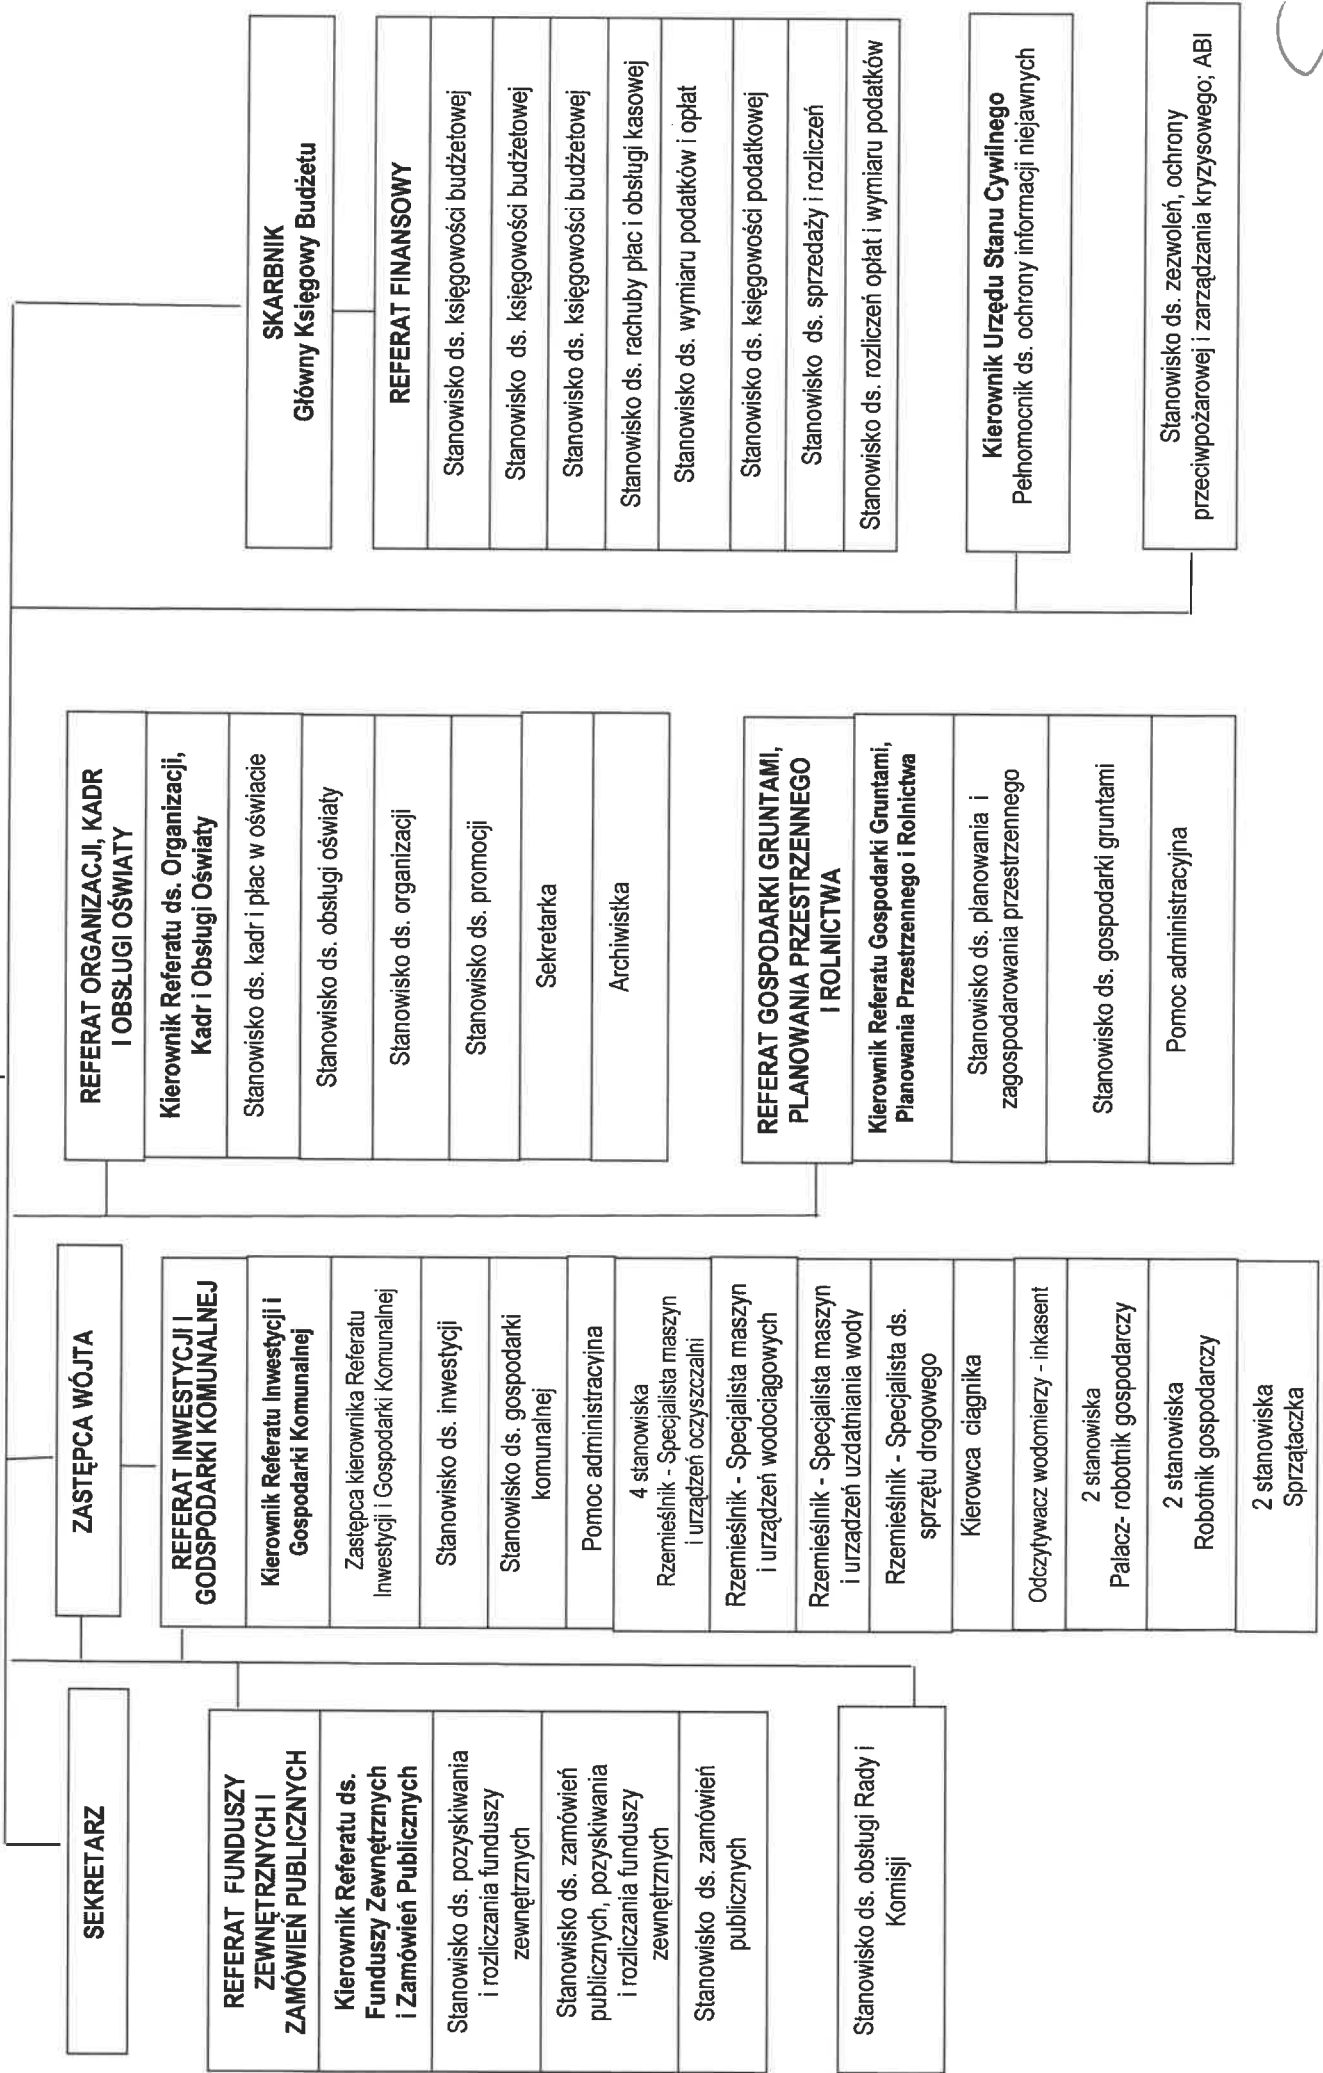 SEKRETARZ
REFERAT FUNDUSZY
ZEWNĘTRZNYCH I
ZAMÓWIEŃ PUBLICZNYCH
Kierownik Referatu ds.
Funduszy Zewnętrznych
i Zamówień Publicznych
Stanowisko ds. pozyskiwania
i rozliczania funduszy
zewnętrznych
Stanowisko ds. zamówień
publicznych, pozyskiwania
i rozliczania funduszy
zewnętrznych
Stanowisko ds. zamówień
publicznych
Stanowisko ds. obsługi Rady i
Komisji
ZASTĘPCA WÓJTA
REFERAT INWESTYCJI I
GODSPODARKI KOMUNALNEJ
Kierownik Referatu Inwestycji i
Gospodarki Komunalnej
Zastępca kierownika Referatu
Inwestycji i Gospodarki Komunalnej
Stanowisko ds. inwestycji
Stanowisko ds. gospodarki
komunalnej
Pomoc administracyjna
4 stanowiska
Rzemieślnik - Specjalista maszyn
i urządzeń oczyszczalni
Rzemieślnik - Specjalista maszyn
i urządzeń wodociągowych
Rzemieślnik - Specjalista maszyn
i urzadzeń uzdatniania wody
Rzemieślnik - Specjalista ds.
sprzętu drogowego
Kierowca ciągnika
Odczytywacz wodomierzy - inkasent
2 stanowiska
Palacz- robotnik gospodarczy
2 stanowiska
Robotnik gospodarczy
2 stanowiska
Sprzątaczka
REFERAT ORGANIZACJI, KADR
I OBSŁUGI OŚWIATY
Kierownik Referatu ds. Organizacji,
Kadr i Obsługi Oświaty
Stanowisko ds. kadr i płac w oświacie
Stanowisko ds. obsługi oświaty
Stanowisko ds. organizacji
Stanowisko ds. promocji
Sekretarka
Archiwistka
REFERAT GOSPODARKI GRUNTAMI,
PLANOWANIA PRZESTRZENNEGO
I ROLNICTWA
Kierownik Referatu Gospodarki Gruntami,
Planowania Przestrzennego i Rolnictwa
Stanowisko ds. planowania i
zagospodarowania przestrzennego
Stanowisko ds. gospodarki gruntami
Pomoc administracyjna
SKARBNIK
Główny Księgowy Budżetu
REFERAT FINANSOWY
Stanowisko ds. księgowości budżetowej
Stanowisko ds. księgowości budżetowej
Stanowisko ds. księgowości budżetowej
Stanowisko ds. rachuby płac i obsługi kasowej
Stanowisko ds. wymiaru podatków i opłat
Stanowisko ds. księgowości podatkowej
Stanowisko ds. sprzedaży i rozliczeń
Stanowisko ds. rozliczeń opłat i wymiaru podatków
Kierownik Urzędu Stanu Cywilnego
Pełnomocnik ds. ochrony informacji niejawnych
Stanowisko ds. zezwoleń, ochrony
przeciwpożarowej i zarządzania kryzysowego; ABI